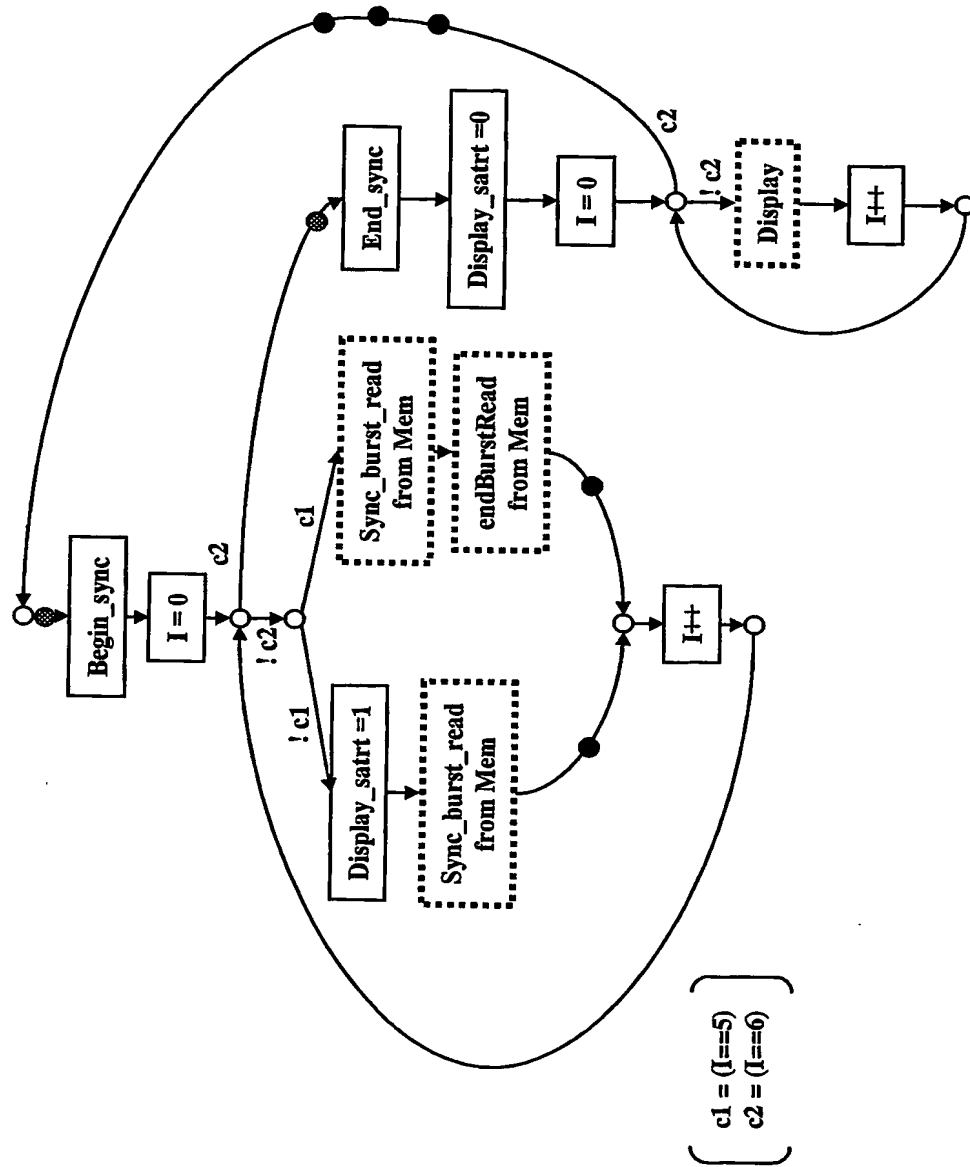 Begin_sync
I = 0
c2
! c2
! c1
c1
Display_satrt =1
Sync_burst_read
from Mem
Sync_burst_read
from Mem
endBurstRead
from Mem
I++
End_sync
Display_satrt =0
I = 0
c2
! c2
Display
I++
c1 = (I==5)
c2 = (I==6)